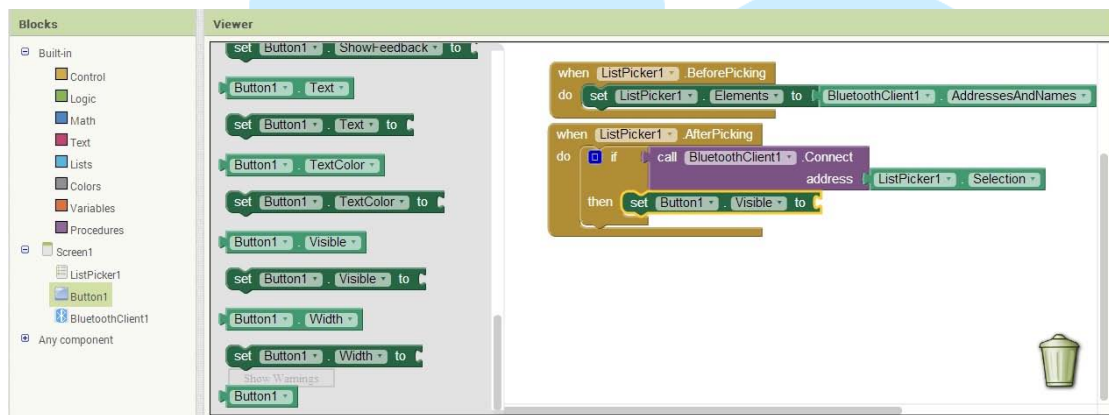 Blocks
Viewer
Built-in
Control
Logic
Math
Text
Lists
Colors
Variables
Procedures
Screen1
ListPicker1
Button1
BluetoothClient1
Any component
set Button1 . ShowFeedback to
Button1 . Text
set Button1 . Text to
Button1 . TextColor
set Button1 . TextColor to
Button1 . Visible
set Button1 . Visible to
Button1 . Width
set Button1 . Width to
Show Warnings
Button1
when ListPicker1 .BeforePicking
do set ListPicker1 . Elements to BluetoothClient1 . AddressesAndNames
when ListPicker1 .AfterPicking
do if call BluetoothClient1 .Connect
address ListPicker1 . Selection
then set Button1 . Visible to